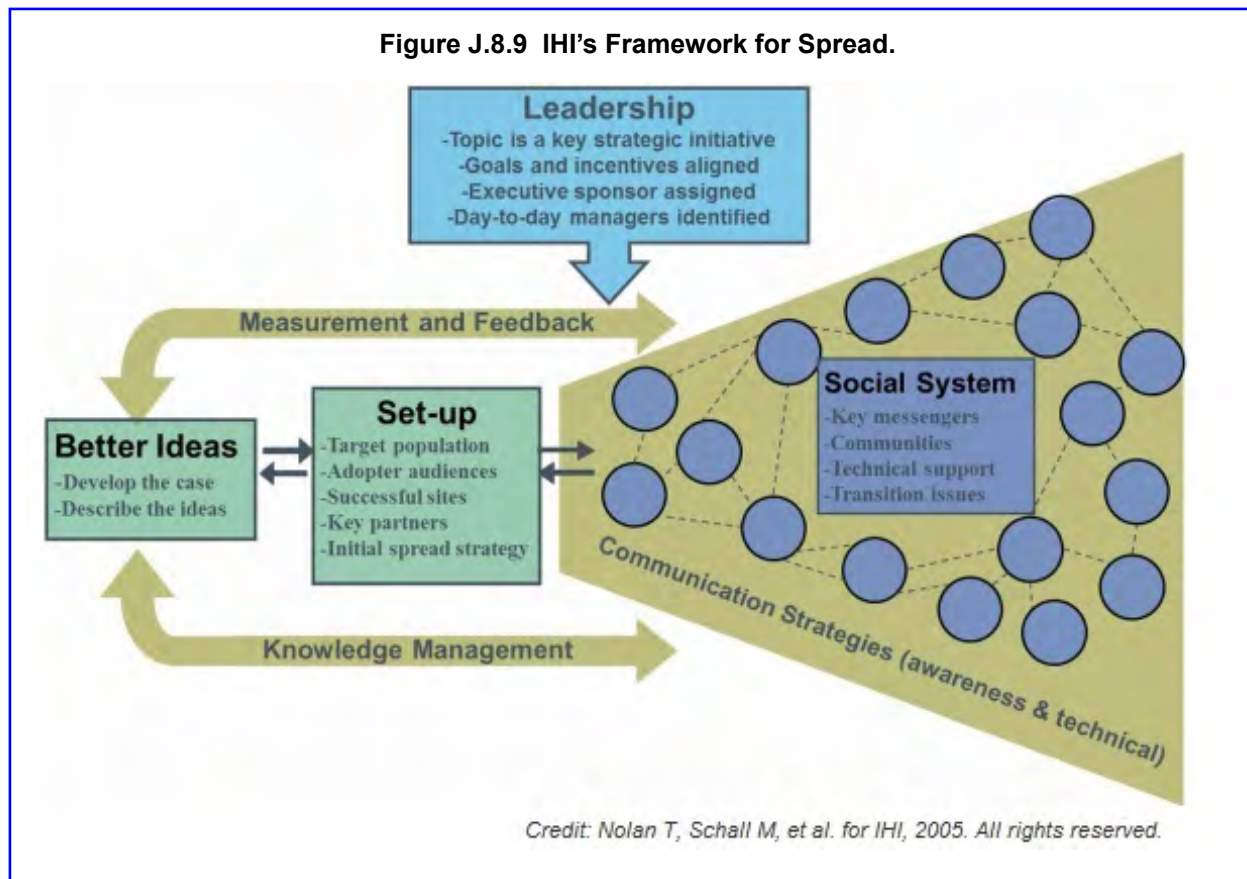 Figure J.8.9  IHI’s Framework for Spread.
Leadership
-Topic is a key strategic initiative
-Goals and incentives aligned
-Executive sponsor assigned
-Day-to-day managers identified
Measurement and Feedback
Better Ideas
-Develop the case
-Describe the ideas
Set-up
-Target population
-Adopter audiences
-Successful sites
-Key partners
-Initial spread strategy
Social System
-Key messengers
-Communities
-Technical support
-Transition issues
Communication Strategies (awareness & technical)
Knowledge Management
Credit: Nolan T, Schall M, et al. for IHI, 2005. All rights reserved.